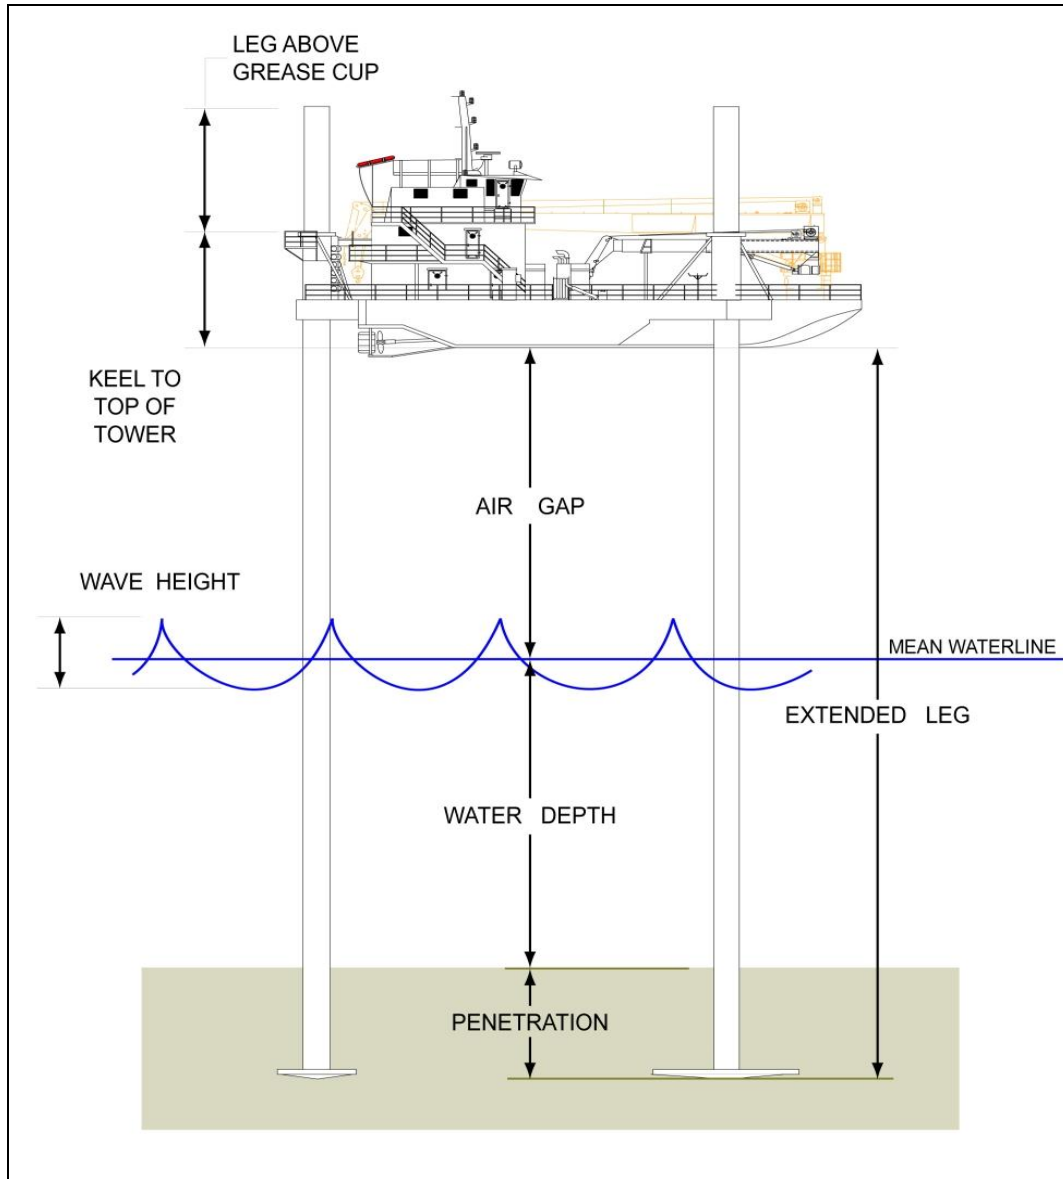 LEG ABOVE
GREASE CUP
KEEL TO
TOP OF
TOWER
AIR GAP
WAVE HEIGHT
MEAN WATERLINE
EXTENDED LEG
WATER DEPTH
PENETRATION